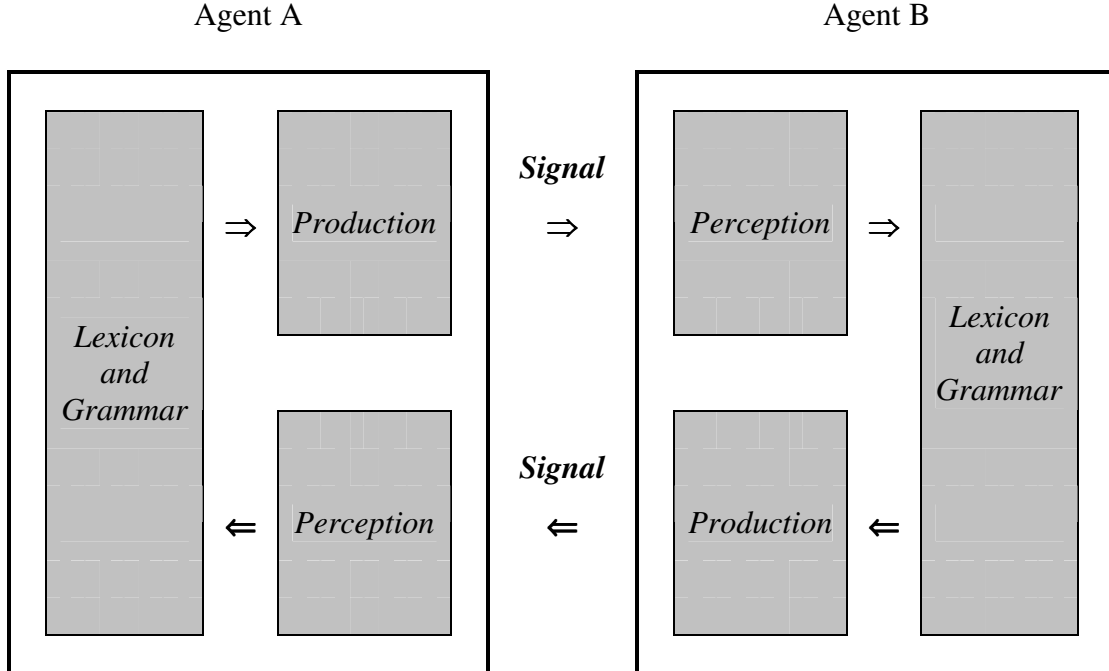 Agent A
Agent B
Signal
⇒
Production
⇒
Perception
⇒
Lexicon
and
Grammar
Lexicon
and
Grammar
Signal
⇐
Perception
⇐
Production
⇐